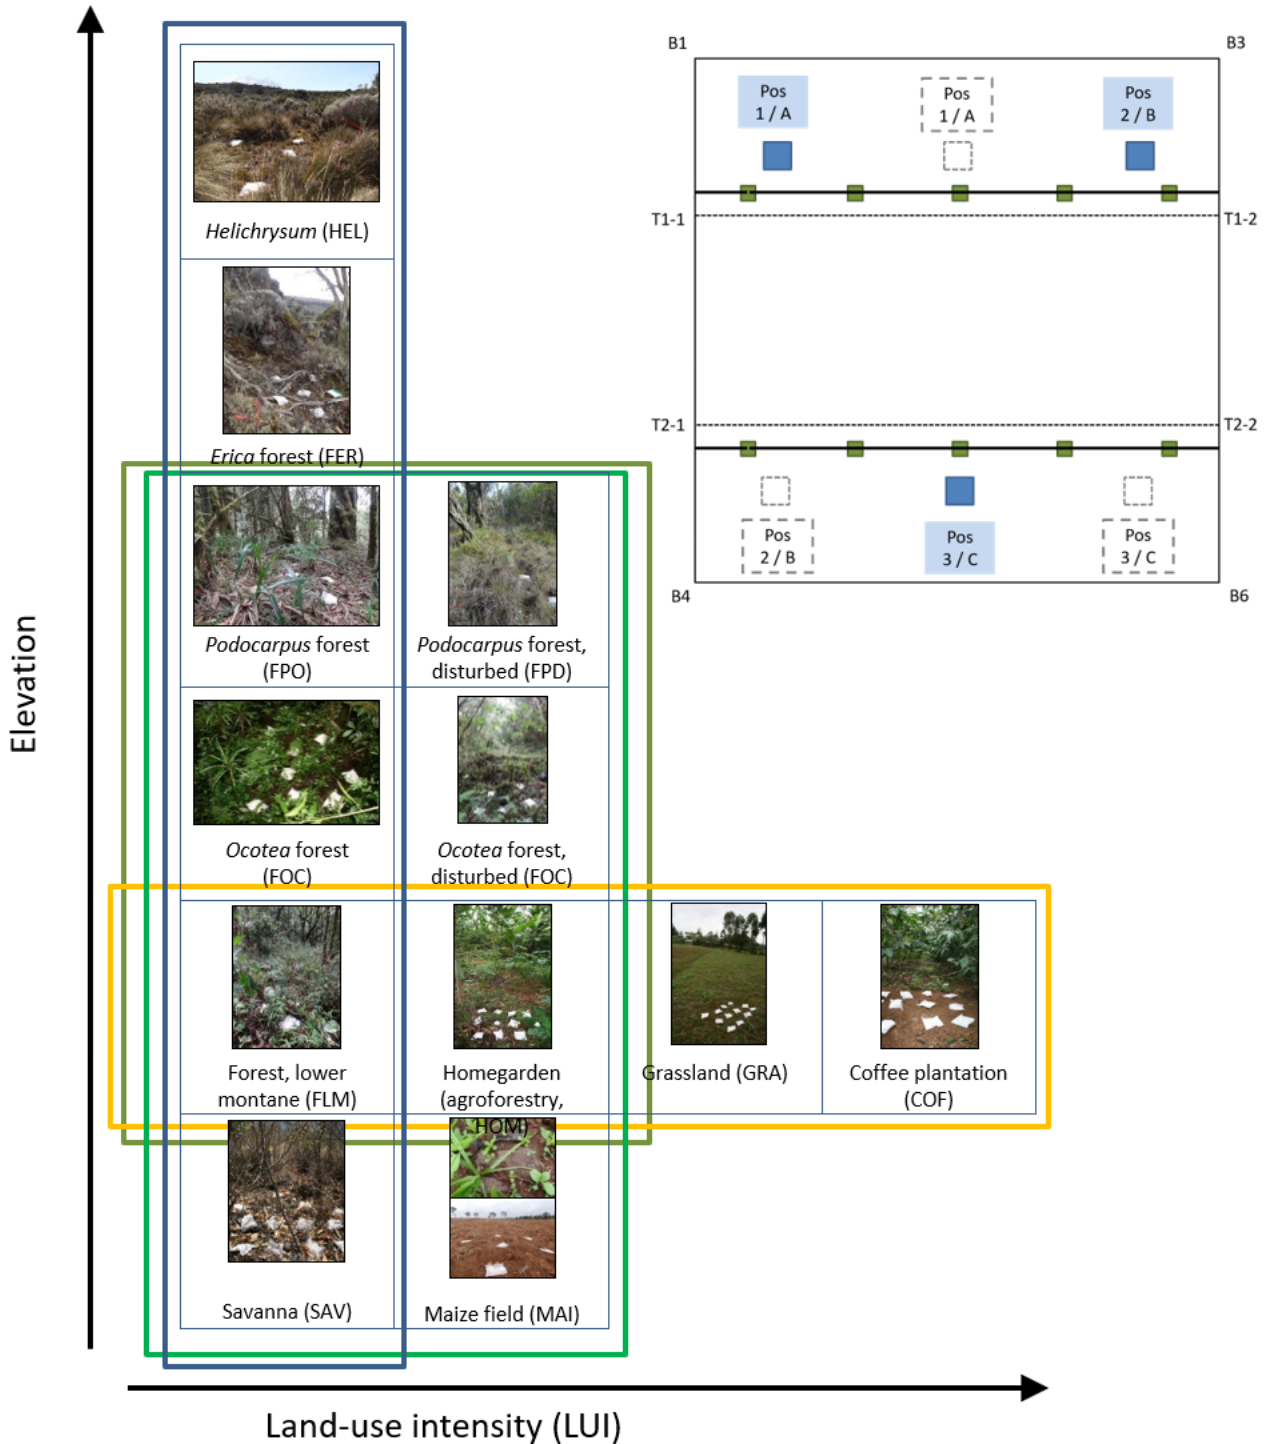 Elevation
Helichrysum (HEL)
Erica forest (FER)
Podocarpus forest
(FPO)
Podocarpus forest,
disturbed (FPD)
Ocotea forest
(FOC)
Ocotea forest,
disturbed (FOC)
Forest, lower
montane (FLM)
Homegarden
(agroforestry,
HOM)
Grassland (GRA)
Coffee plantation
(COF)
Savanna (SAV)
Maize field (MAI)
Land-use intensity (LUI)
B1
B3
Pos
1 / A
Pos
1 / A
Pos
2 / B
T1-1
T1-2
T2-1
T2-2
Pos
2 / B
Pos
3 / C
Pos
3 / C
B4
B6